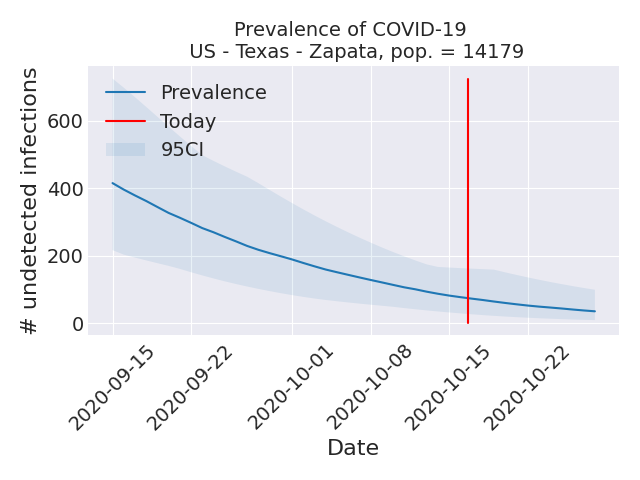 Prevalence of COVID-19
US - Texas - Zapata, pop. = 14179
# undetected infections
600
400
200
0
Prevalence
Today
95CI
2020-09-15
2020-09-22
2020-10-01
2020-10-08
2020-10-15
2020-10-22
Date